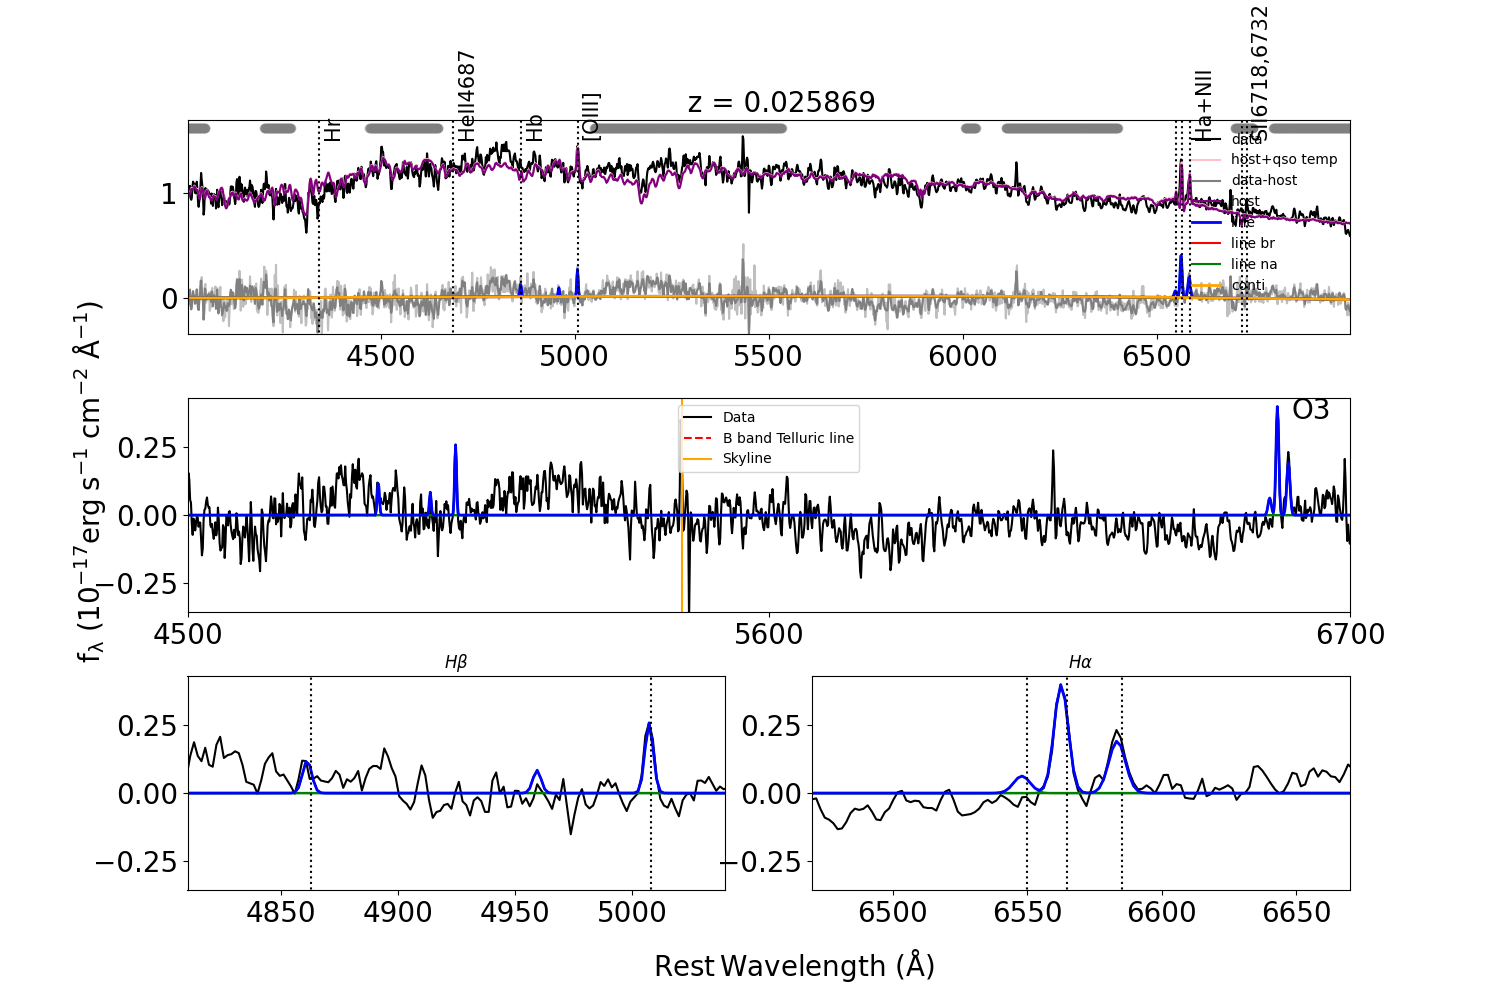 z = 0.025869
Hr
HeII4687
Hb
[OIII]
Ha+NII
SII6718,6732
data
host+qso temp
data-host
host
line
line br
line na
conti
1
0
4500
5000
5500
6000
6500
O3
Data
B band Telluric line
Skyline
0.25
0.00
−0.25
4500
5600
6700
fλ (10−17erg s−1 cm−2 Å−1)
Hβ
0.25
0.00
−0.25
4850
4900
4950
5000
Hα
0.25
0.00
−0.25
6500
6550
6600
6650
Rest Wavelength (Å)